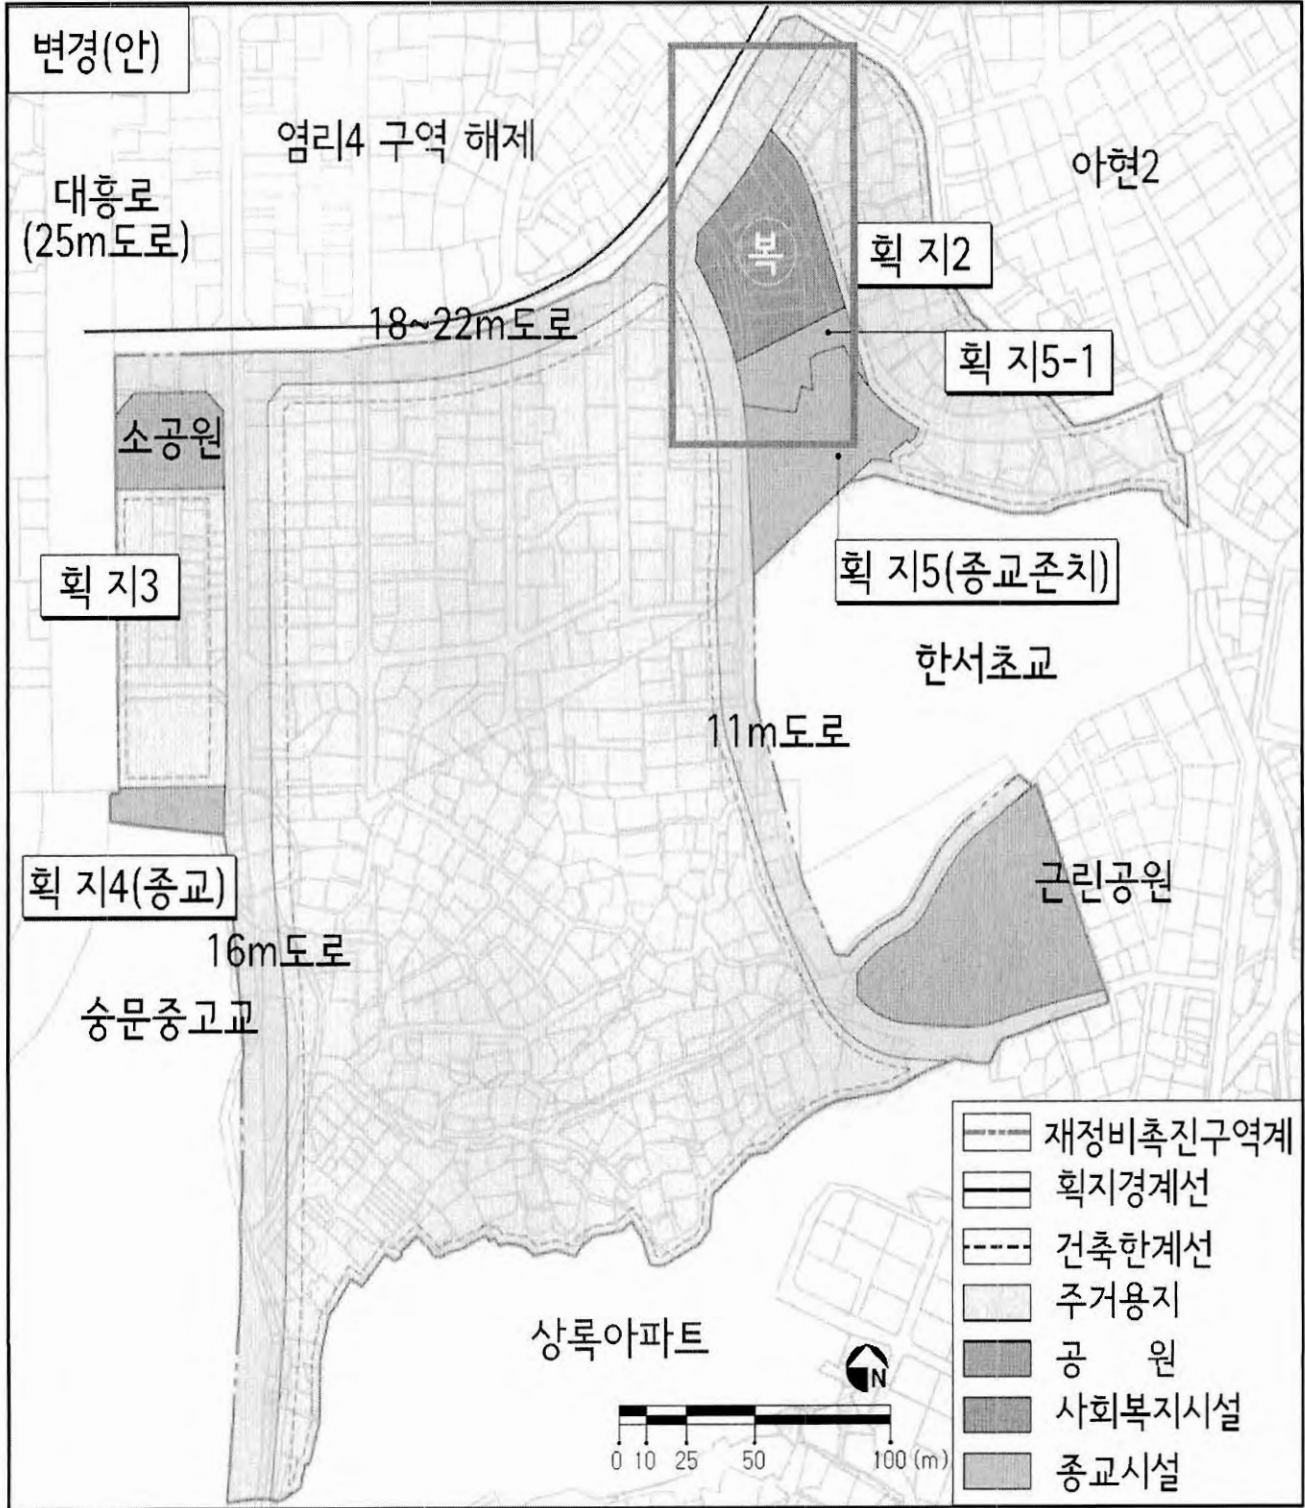 변경(안)
염리4 구역 해제
아현2
대흥로
(25m도로)
복
획 지2
18~22m도로
획 지5-1
소공원
획 지5(종교존치)
획 지3
한서초교
11m도로
획 지4(종교)
근린공원
16m도로
숭문중고교
상록아파트
N
0 10 25 50 100 (m)
재정비촉진구역계
획지경계선
건축한계선
주거용지
공 원
사회복지시설
종교시설